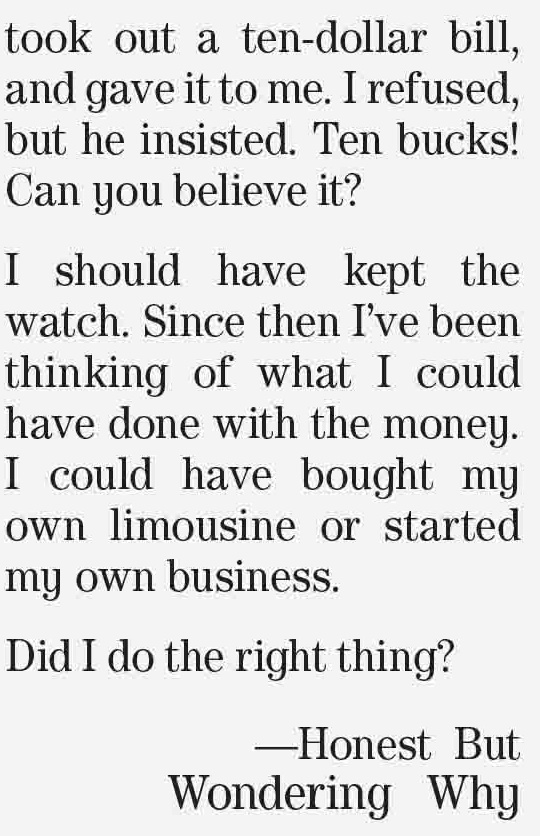 took out a ten-dollar bill,
and gave it to me. I refused,
but he insisted. Ten bucks!
Can you believe it?
I should have kept the
watch. Since then I’ve been
thinking of what I could
have done with the money.
I could have bought my
own limousine or started
my own business.
Did I do the right thing?
—Honest But
Wondering Why